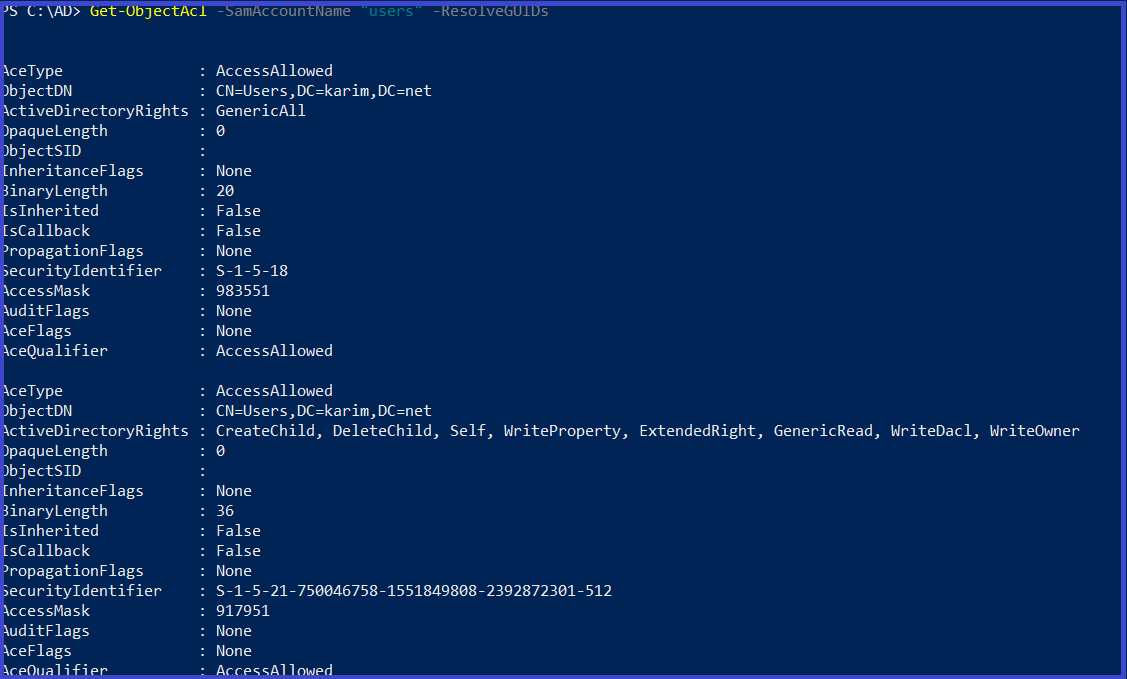 PS C:\AD> Get-ObjectAcl -SamAccountName "users" -ResolveGUIDs
AceType : AccessAllowed
ObjectDN : CN=Users,DC=karim,DC=net
ActiveDirectoryRights : GenericAll
OpaqueLength : 0
ObjectSID :
InheritanceFlags : None
BinaryLength : 20
IsInherited : False
IsCallback : False
PropagationFlags : None
SecurityIdentifier : S-1-5-18
AccessMask : 983551
AuditFlags : None
AceFlags : None
AceQualifier : AccessAllowed
AceType : AccessAllowed
ObjectDN : CN=Users,DC=karim,DC=net
ActiveDirectoryRights : CreateChild, DeleteChild, Self, WriteProperty, ExtendedRight, GenericRead, WriteDacl, WriteOwner
OpaqueLength : 0
ObjectSID :
InheritanceFlags : None
BinaryLength : 36
IsInherited : False
IsCallback : False
PropagationFlags : None
SecurityIdentifier : S-1-5-21-750046758-1551849808-2392872301-512
AccessMask : 917951
AuditFlags : None
AceFlags : None
AceQualifier : AccessAllowed